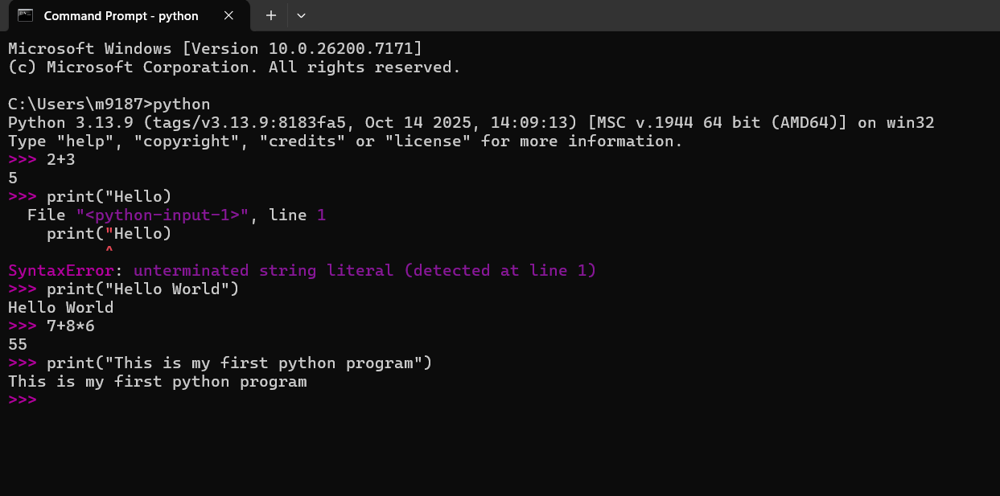 Command Prompt - python
Microsoft Windows [Version 10.0.26200.7171]
(c) Microsoft Corporation. All rights reserved.
C:\Users\m9187>python
Python 3.13.9 (tags/v3.13.9:8183fa5, Oct 14 2025, 14:09:13) [MSC v.1944 64 bit (AMD64)] on win32
Type "help", "copyright", "credits" or "license" for more information.
>>> 2+3
5
>>> print("Hello)
  File "<python-input-1>", line 1
    print("Hello)
          ^
SyntaxError: unterminated string literal (detected at line 1)
>>> print("Hello World")
Hello World
>>> 7+8*6
55
>>> print("This is my first python program")
This is my first python program
>>>